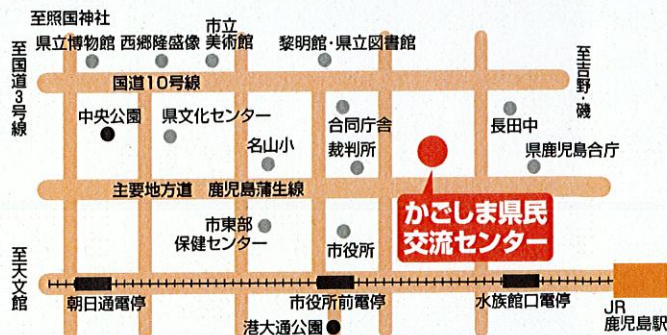 至照国神社
県立博物館
西郷隆盛像
市立
美術館
黎明館・県立図書館
至国道3号線
国道10号線
至吉野・磯
中央公園
県文化センター
名山小
合同庁舎
裁判所
長田中
県鹿児島合庁
主要地方道 鹿児島蒲生線
かごしま県民
交流センター
市東部
保健センター
市役所
至天文館
朝日通電停
市役所前電停
水族館口電停
JR
鹿児島駅
港大通公園